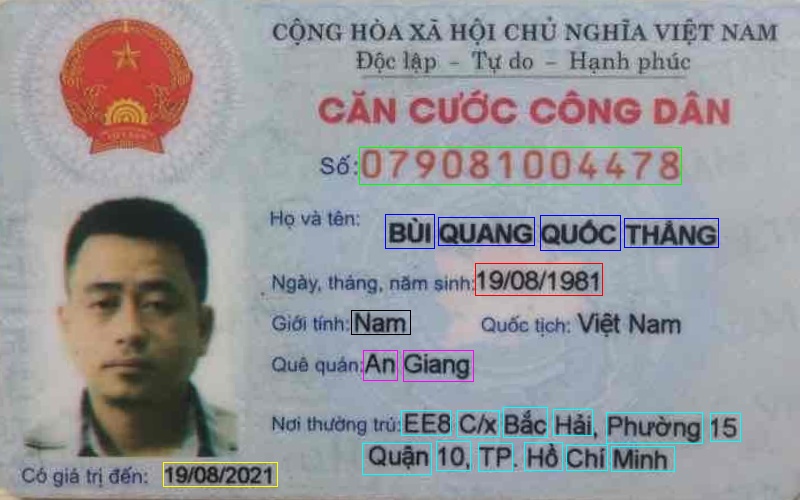 CỘNG HÒA XÃ HỘI CHỦ NGHĨA VIỆT NAM
Độc lập - Tự do - Hạnh phúc
CĂN CƯỚC CÔNG DÂN
Số: 079081004478
Họ và tên: BÙI QUANG QUỐC THẮNG
Ngày, tháng, năm sinh: 19/08/1981
Giới tính: Nam Quốc tịch: Việt Nam
Quê quán: An Giang
Nơi thường trú: EE8 C/x Bắc Hải, Phường 15
Quận 10, TP. Hồ Chí Minh
Có giá trị đến: 19/08/2021